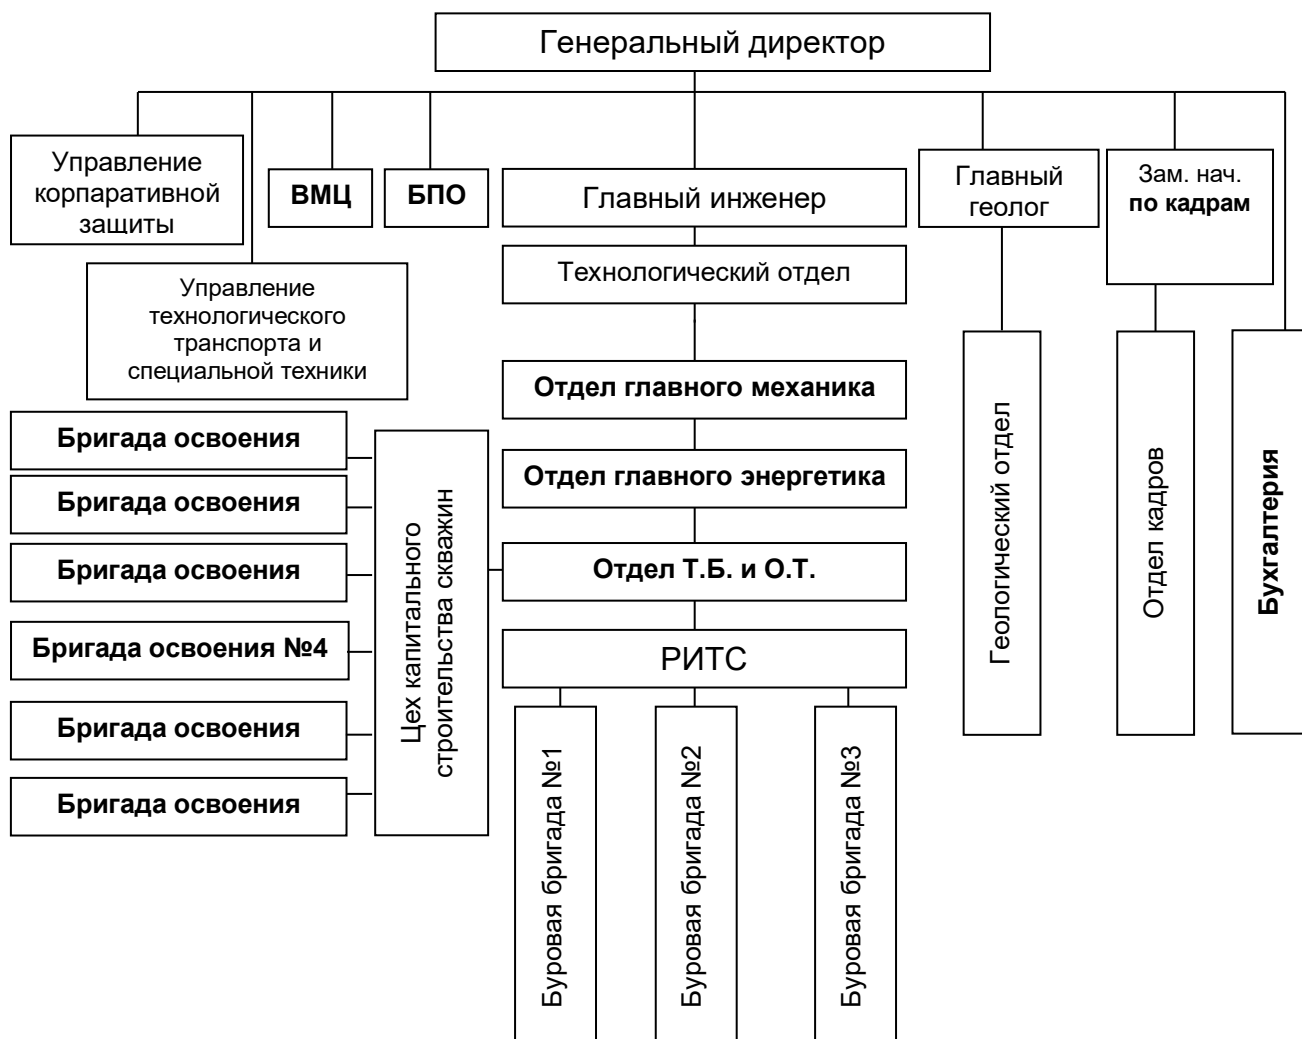 Генеральный директор
Управление
корпаративной
защиты
ВМЦ
БПО
Главный инженер
Главный
геолог
Зам. нач.
по кадрам
Управление
технологического
транспорта и
специальной техники
Технологический отдел
Отдел главного механика
Отдел главного энергетика
Отдел Т.Б. и О.Т.
РИТС
Бригада освоения
Бригада освоения
Бригада освоения
Бригада освоения №4
Бригада освоения
Бригада освоения
Цех капитального
строительства скважин
Буровая бригада №1
Буровая бригада №2
Буровая бригада №3
Геологический отдел
Отдел кадров
Бухгалтерия